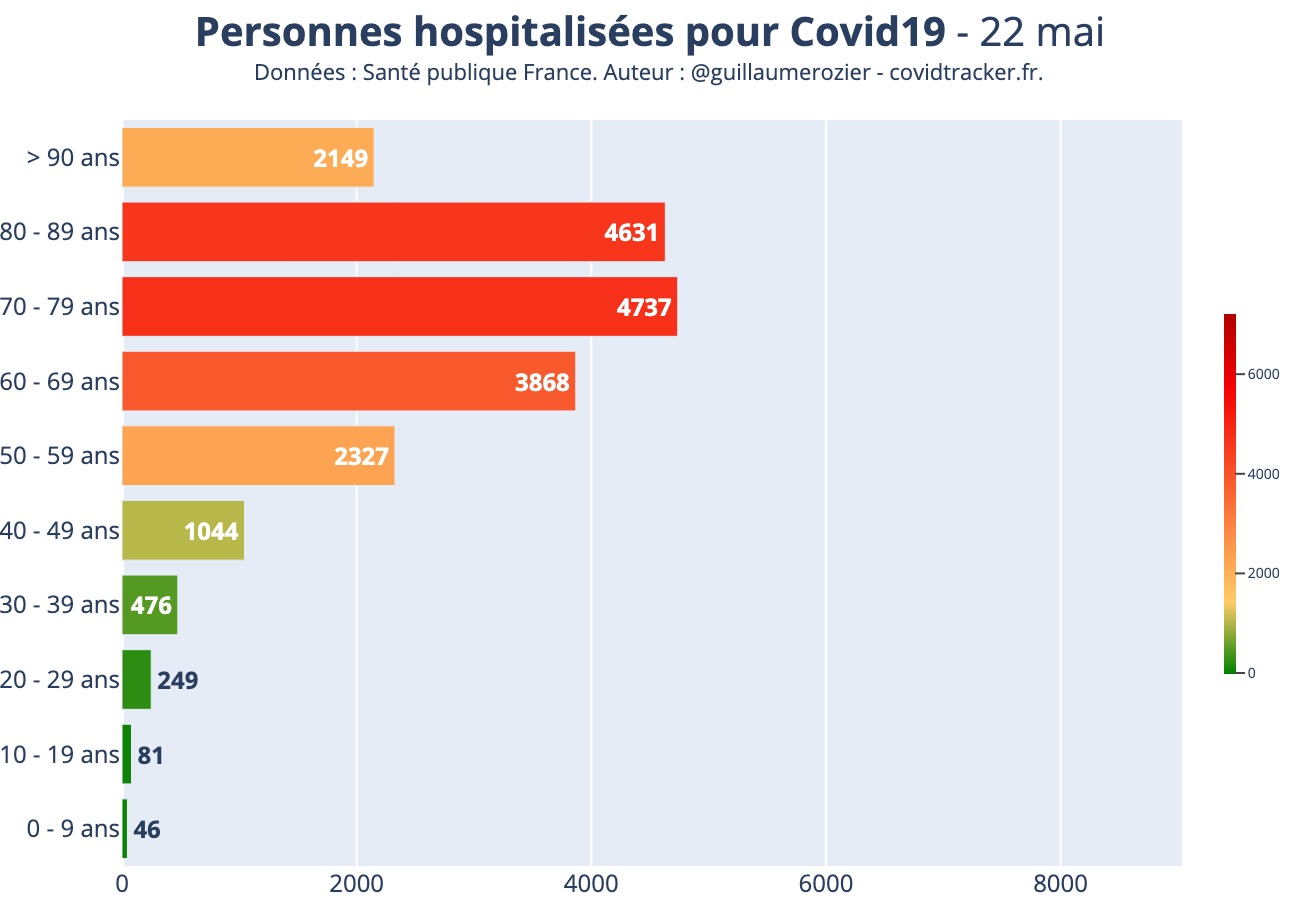 Personnes hospitalisées pour Covid19 - 22 mai
Données : Santé publique France. Auteur : @guillaumerozier - covidtracker.fr.
> 90 ans 2149
80 - 89 ans 4631
70 - 79 ans 4737
60 - 69 ans 3868
50 - 59 ans 2327
40 - 49 ans 1044
30 - 39 ans 476
20 - 29 ans 249
10 - 19 ans 81
0 - 9 ans 46
0 2000 4000 6000 8000
6000
4000
2000
0